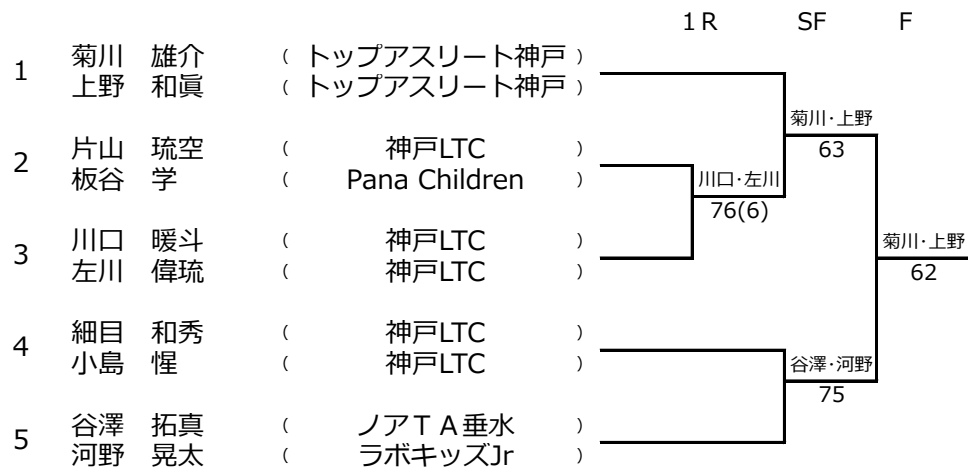 1R SF F
菊川 雄介 ( トップアスリート神戸 )
1
上野 和眞 ( トップアスリート神戸 )
菊川・上野
63
片山 琉空 ( 神戸LTC )
2
板谷 学 ( Pana Children )
川口・左川
76(6)
川口 暖斗 ( 神戸LTC )
3
左川 偉琉 ( 神戸LTC )
菊川・上野
62
細目 和秀 ( 神戸LTC )
4
小島 惺 ( 神戸LTC )
谷澤・河野
75
谷澤 拓真 ( ノアTA垂水 )
5
河野 晃太 ( ラボキッズJr )